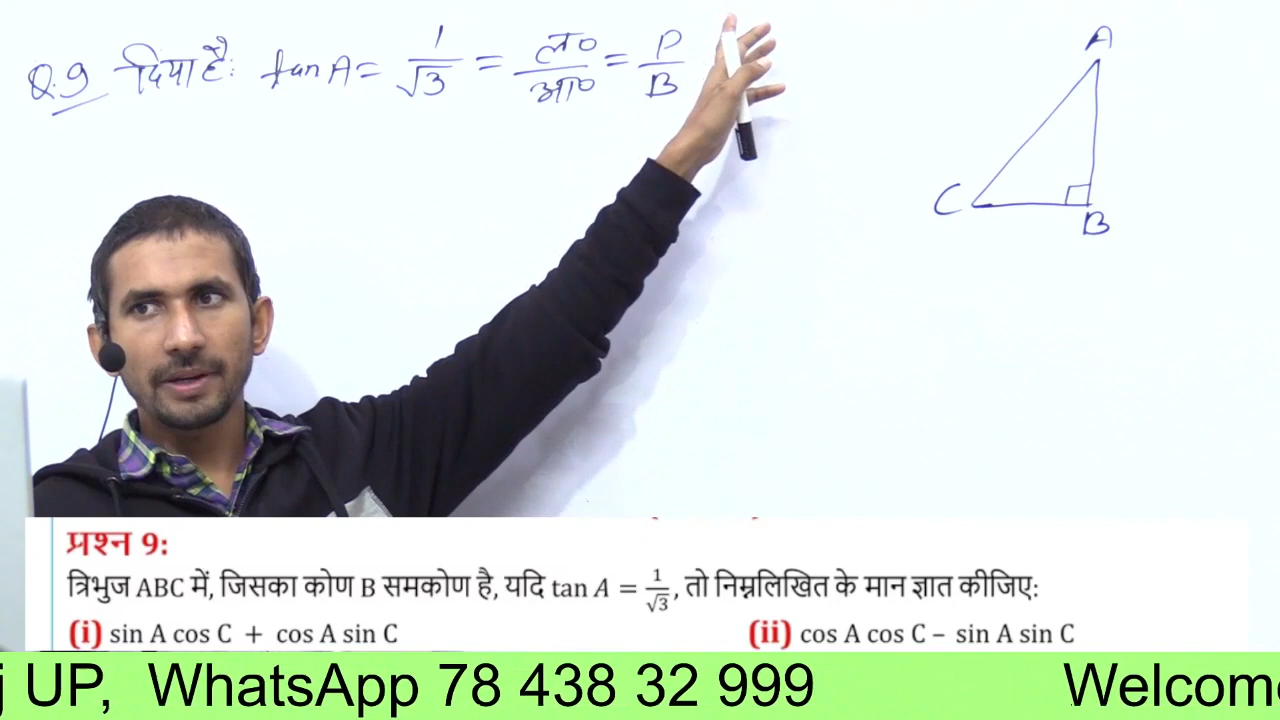 Q.9 दिया है: tan A = 1/√3 = ल०/आ० = P/B
A
C
B
प्रश्न 9:
त्रिभुज ABC में, जिसका कोण B समकोण है, यदि tan A = 1/√3, तो निम्नलिखित के मान ज्ञात कीजिए:
(i) sin A cos C + cos A sin C (ii) cos A cos C – sin A sin C
UP, WhatsApp 78 438 32 999 Welcome